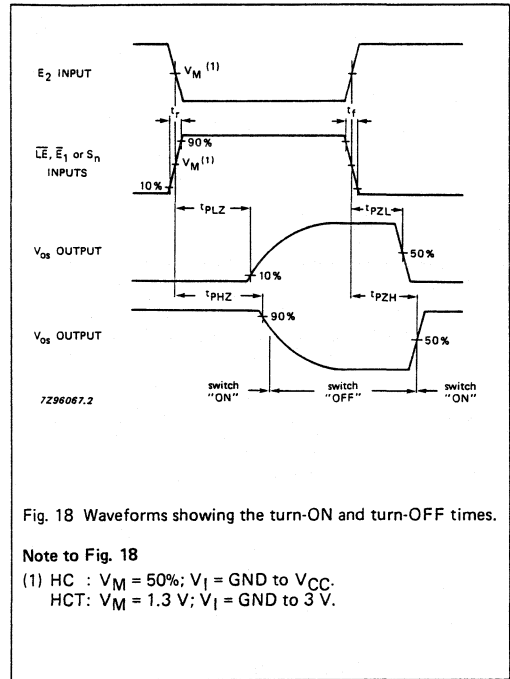 E2 INPUT
VM (1)
tr
tf
LE, E1 or Sn
INPUTS
90%
VM (1)
10%
tPLZ
tPZL
Vos OUTPUT
50%
10%
tPHZ
tPZH
90%
Vos OUTPUT
50%
switch "ON"
switch "OFF"
switch "ON"
7Z96067.2
Fig. 18 Waveforms showing the turn-ON and turn-OFF times.
Note to Fig. 18
(1) HC : VM = 50%; VI = GND to VCC.
HCT: VM = 1.3 V; VI = GND to 3 V.